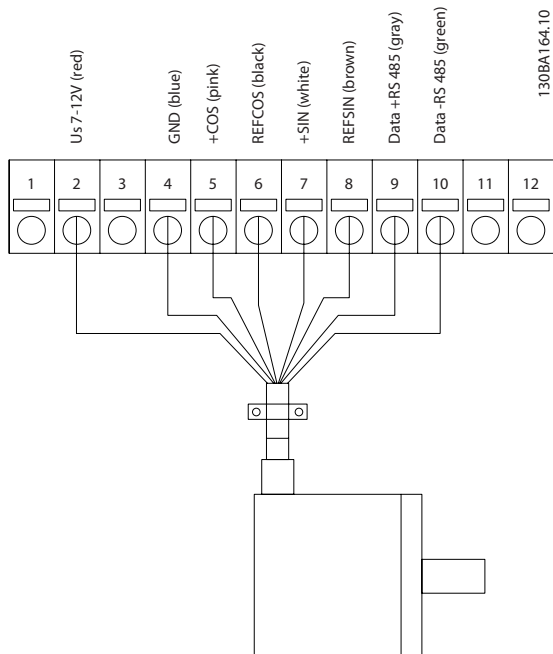 Us 7-12V (red)
GND (blue)
+COS (pink)
REFCOS (black)
+SIN (white)
REFSIN (brown)
Data +RS 485 (gray)
Data -RS 485 (green)
130BA164.10
1 2 3 4 5 6 7 8 9 10 11 12